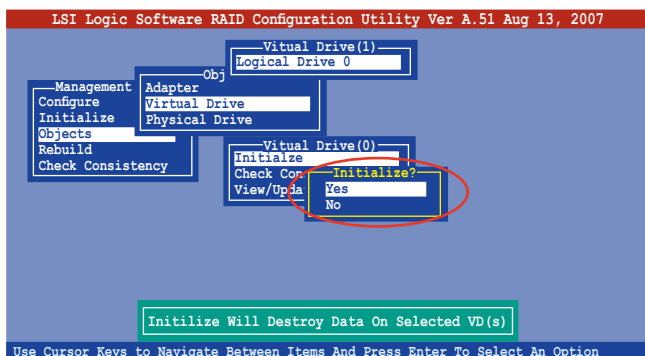 LSI Logic Software RAID Configuration Utility Ver A.51 Aug 13, 2007
Vitual Drive(1)
Logical Drive 0
Obj
Adapter
Virtual Drive
Physical Drive
Management
Configure
Initialize
Objects
Rebuild
Check Consistency
Vitual Drive(0)
Initialze
Check Con
View/Upda
Initialize?
Yes
No
Initilize Will Destroy Data On Selected VD(s)
Use Cursor Keys to Navigate Between Items And Press Enter To Select An Option